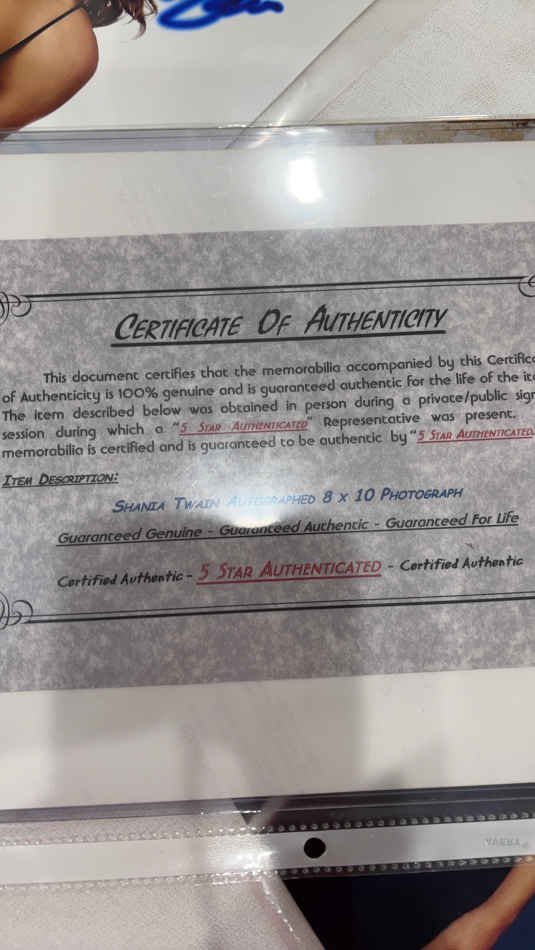 CERTIFICATE OF AUTHENTICITY
This document certifies that the memorabilia accompanied by this
of Authenticity is 100% genuine and is guaranteed authentic for the life of the
The item described below was obtained in person during a private/public
session during which a "5 STAR AUTHENTICATED" Representative was present.
memorabilia is certified and is guaranteed to be authentic by "5 STAR AUTHENTICATED.
ITEM DESCRIPTION:
SHANIA TWAIN AUTOGRAPHED 8 X 10 PHOTOGRAPH
Guaranteed Genuine - Guaranteed Authentic - Guaranteed For Life
Certified Authentic - 5 STAR AUTHENTICATED - Certified Authentic